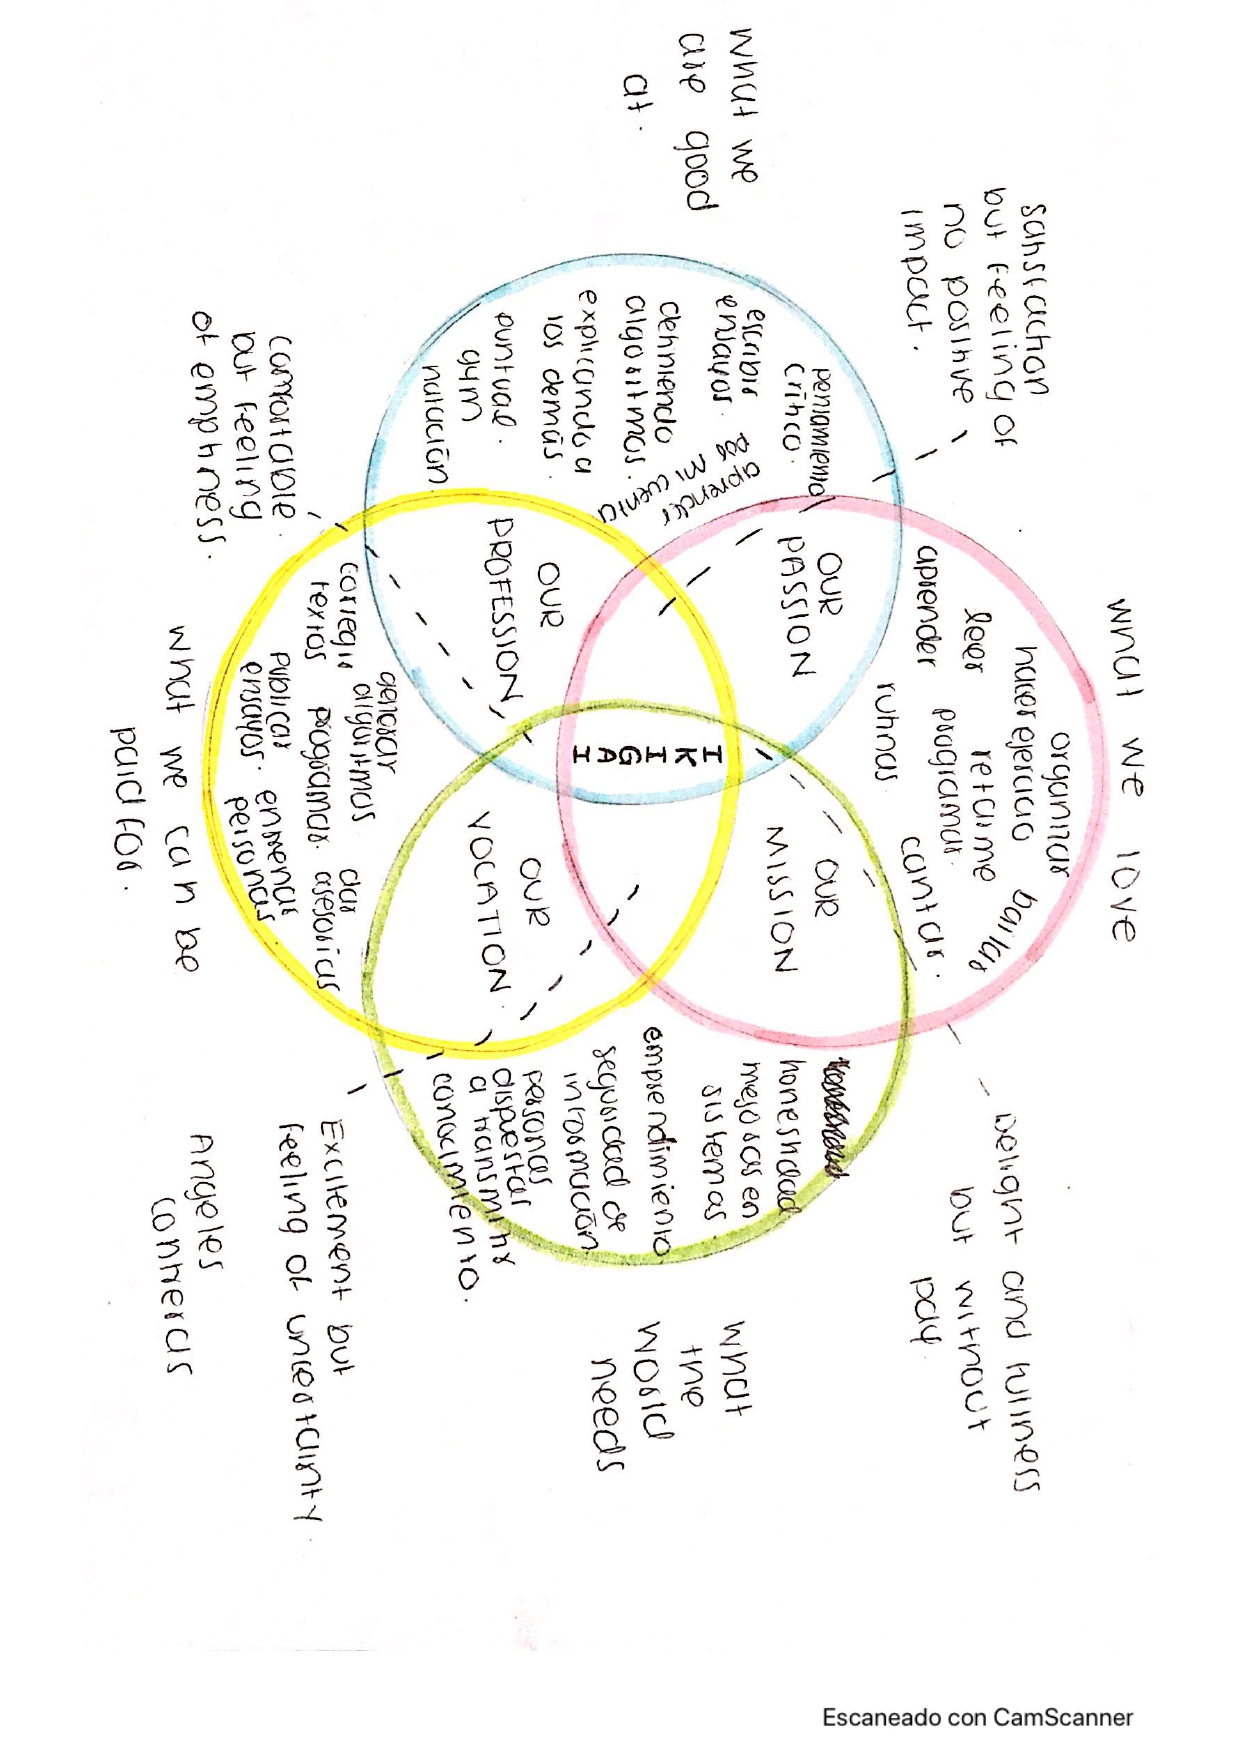 what we love
satisfaction
but feeling of
no positive
impact.
Delight and fullness
but without
pay.
organizar
hacer ejercicio
bailar
leer
retarme
aprender
programar.
cantar.
rutinas
OUR
PASSION
OUR
MISSION
what we
are good
at.
pensamiento
crítico.
escribir
ensayos.
definiendo
algoritmos.
explicando a
los demás.
puntual.
gym
natación.
aprender
por mi cuenta
IKIGAI
what
the
world
needs
honestidad
mejoras en
sistemas.
emprendimiento
seguridad de
información.
personas
dispuestas
a transmitir
conocimiento.
OUR
PROFESSION
OUR
VOCATION.
generar
algoritmos
corregir
textos
programas.
dar
asesorías
publicar
ensayos.
entrenar
personas
comfortable
but feeling
of emptness.
Excitement but
feeling of uncertainty
what we can be
paid for.
Angeles
Contreras
Escaneado con CamScanner